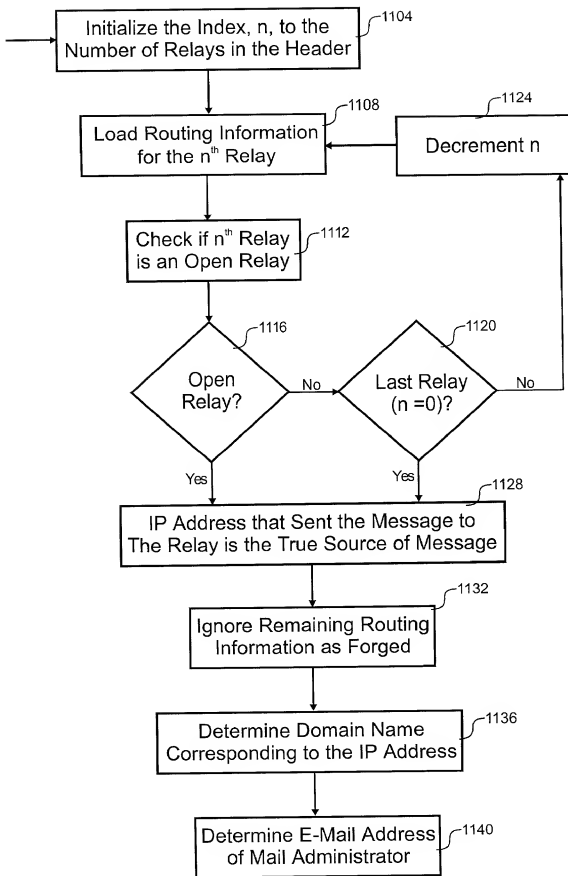 Initialize the Index, n, to the
Number of Relays in the Header
1104
Load Routing Information
for the nth Relay
1108
Decrement n
1124
Check if nth Relay
is an Open Relay
1112
Open
Relay?
1116
No
Last Relay
(n =0)?
1120
No
Yes
Yes
IP Address that Sent the Message to
The Relay is the True Source of Message
1128
Ignore Remaining Routing
Information as Forged
1132
Determine Domain Name
Corresponding to the IP Address
1136
Determine E-Mail Address
of Mail Administrator
1140